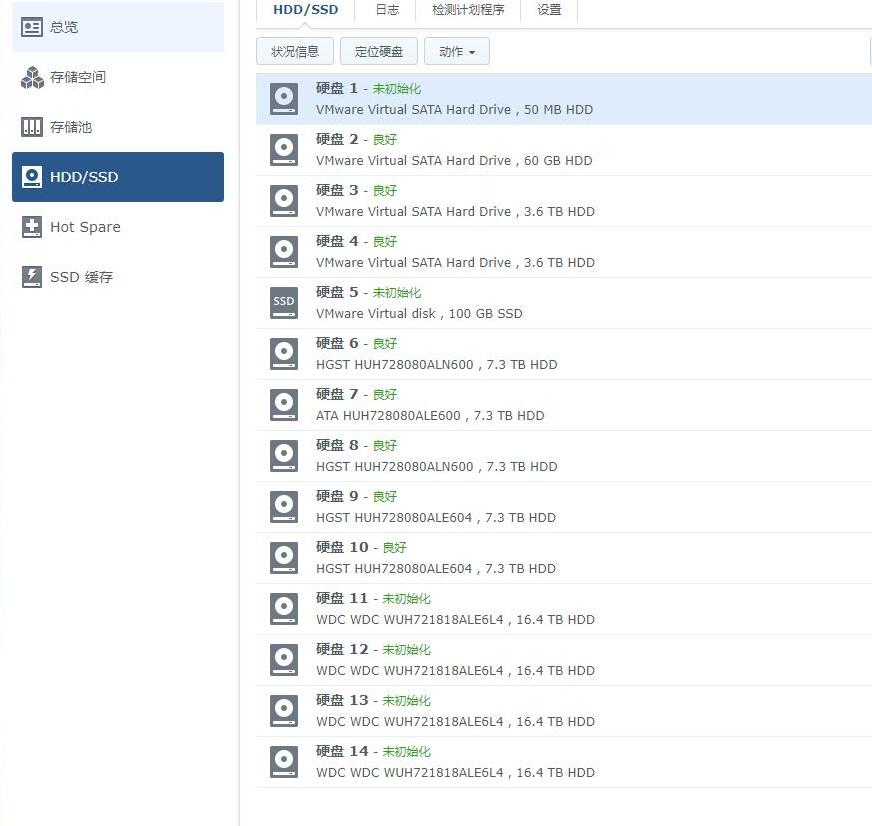 HDD/SSD 日志 检测计划程序 设置
总览
存储空间
存储池
HDD/SSD
Hot Spare
SSD 缓存
状况信息 定位硬盘 动作
硬盘 1 - 未初始化
VMware Virtual SATA Hard Drive , 50 MB HDD
硬盘 2 - 良好
VMware Virtual SATA Hard Drive , 60 GB HDD
硬盘 3 - 良好
VMware Virtual SATA Hard Drive , 3.6 TB HDD
硬盘 4 - 良好
VMware Virtual SATA Hard Drive , 3.6 TB HDD
SSD
硬盘 5 - 未初始化
VMware Virtual disk , 100 GB SSD
硬盘 6 - 良好
HGST HUH728080ALN600 , 7.3 TB HDD
硬盘 7 - 良好
ATA HUH728080ALE600 , 7.3 TB HDD
硬盘 8 - 良好
HGST HUH728080ALN600 , 7.3 TB HDD
硬盘 9 - 良好
HGST HUH728080ALE604 , 7.3 TB HDD
硬盘 10 - 良好
HGST HUH728080ALE604 , 7.3 TB HDD
硬盘 11 - 未初始化
WDC WDC WUH721818ALE6L4 , 16.4 TB HDD
硬盘 12 - 未初始化
WDC WDC WUH721818ALE6L4 , 16.4 TB HDD
硬盘 13 - 未初始化
WDC WDC WUH721818ALE6L4 , 16.4 TB HDD
硬盘 14 - 未初始化
WDC WDC WUH721818ALE6L4 , 16.4 TB HDD